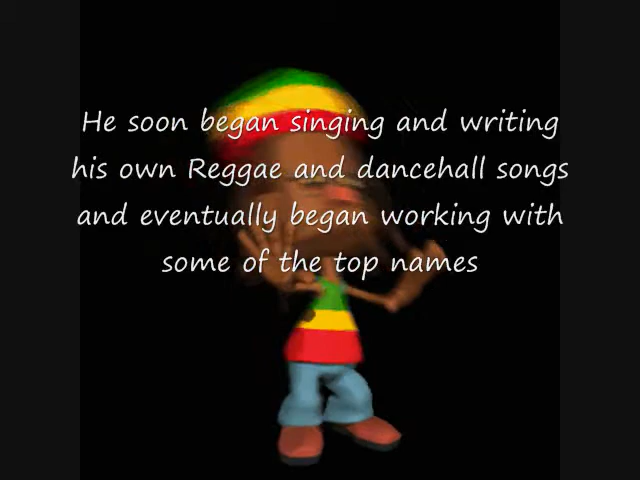 He soon began singing and writing
his own Reggae and dancehall songs
and eventually began working with
some of the top names